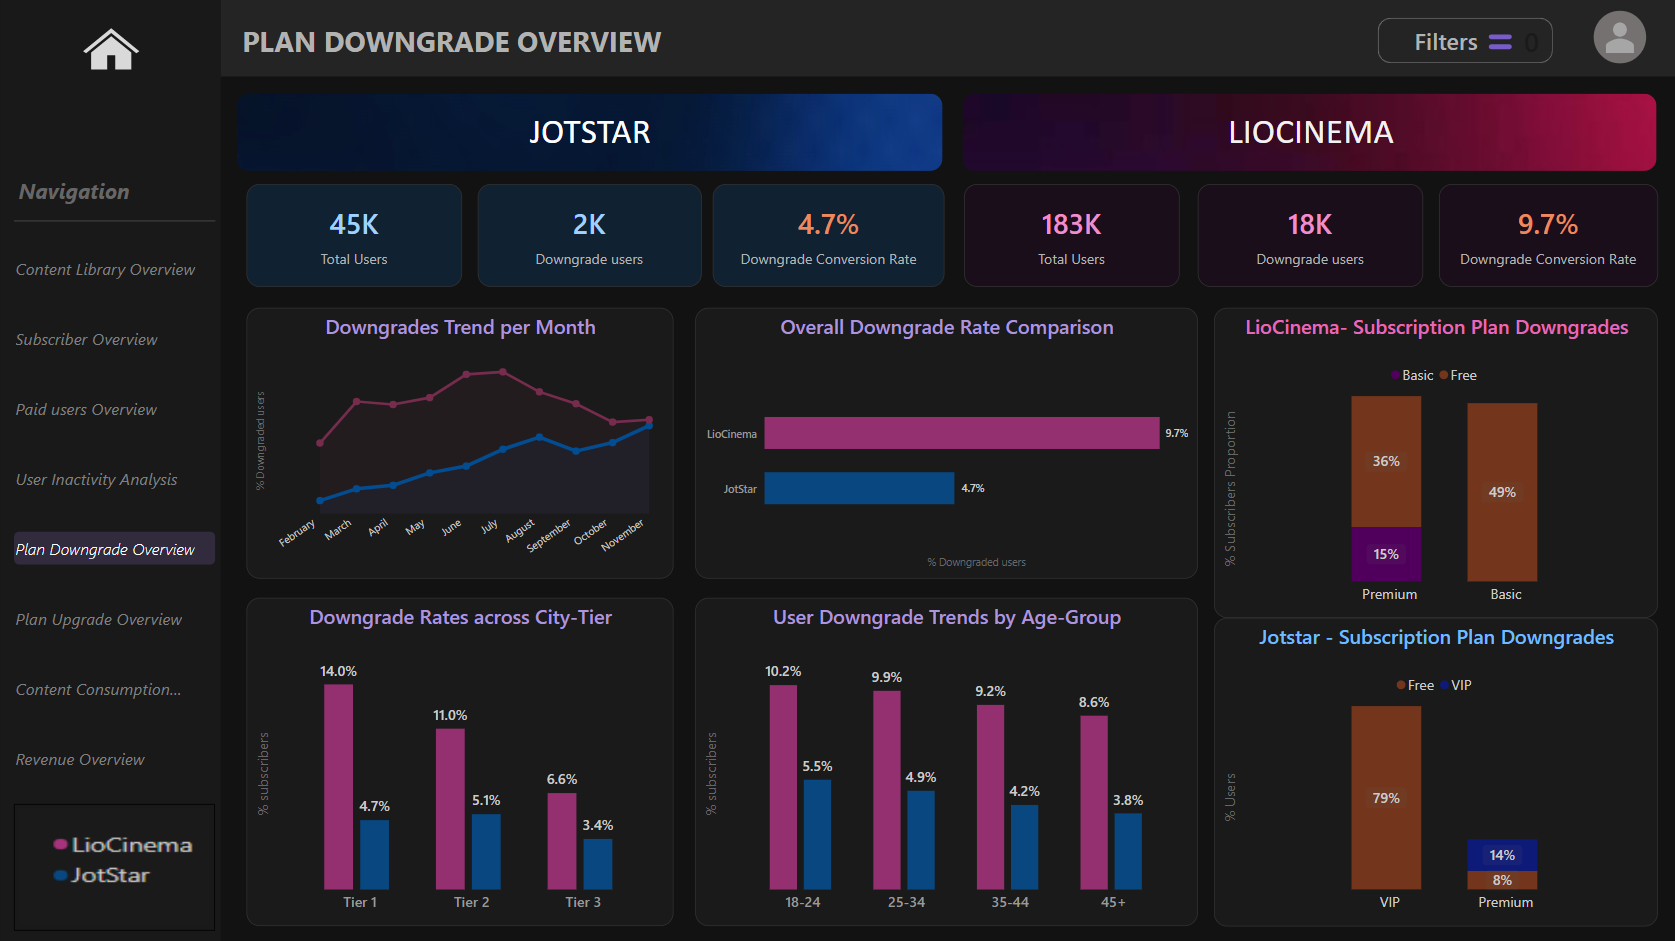 PLAN DOWNGRADE OVERVIEW
Filters 0
Navigation
Content Library Overview
Subscriber Overview
Paid users Overview
User Inactivity Analysis
Plan Downgrade Overview
Plan Upgrade Overview
Content Consumption...
Revenue Overview
LioCinema
JotStar
JOTSTAR
45K
Total Users
2K
Downgrade users
4.7%
Downgrade Conversion Rate
LIOCINEMA
183K
Total Users
18K
Downgrade users
9.7%
Downgrade Conversion Rate
Downgrades Trend per Month
% Downgraded users
February
March
April
May
June
July
August
September
October
November
Overall Downgrade Rate Comparison
LioCinema
9.7%
JotStar
4.7%
% Downgraded users
LioCinema- Subscription Plan Downgrades
Basic Free
% Subscribers Proportion
36%
15%
49%
Premium
Basic
Downgrade Rates across City-Tier
% subscribers
14.0%
4.7%
11.0%
5.1%
6.6%
3.4%
Tier 1
Tier 2
Tier 3
User Downgrade Trends by Age-Group
% subscribers
10.2%
5.5%
9.9%
4.9%
9.2%
4.2%
8.6%
3.8%
18-24
25-34
35-44
45+
Jotstar - Subscription Plan Downgrades
Free VIP
% Users
79%
14%
8%
VIP
Premium